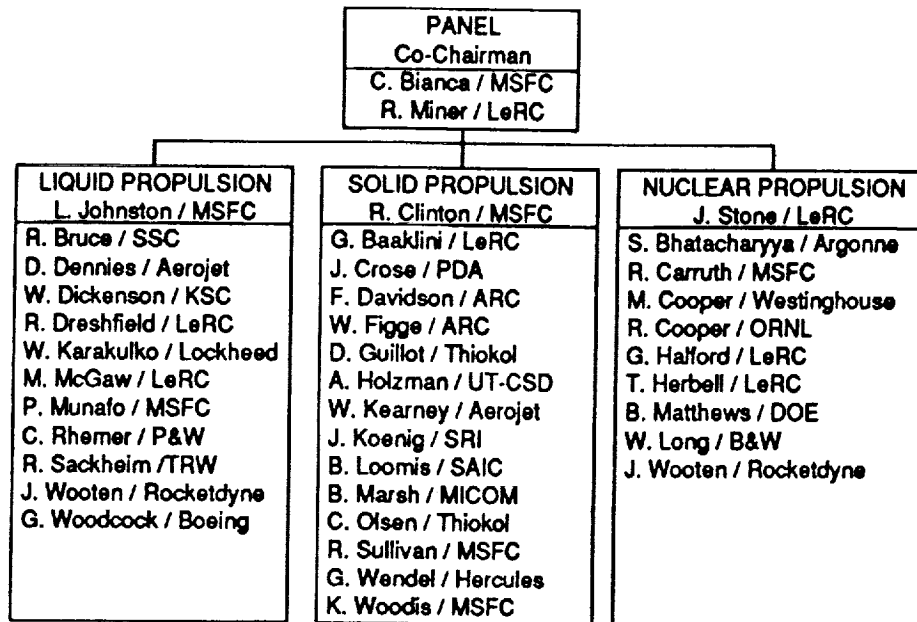 PANEL
Co-Chairman
C. Bianca / MSFC
R. Miner / LeRC
LIQUID PROPULSION
L. Johnston / MSFC
R. Bruce / SSC
D. Dennies / Aerojet
W. Dickenson / KSC
R. Dreshfield / LeRC
W. Karakulko / Lockheed
M. McGaw / LeRC
P. Munafo / MSFC
C. Rhemer / P&W
R. Sackheim /TRW
J. Wooten / Rocketdyne
G. Woodcock / Boeing
SOLID PROPULSION
R. Clinton / MSFC
G. Baaklini / LeRC
J. Crose / PDA
F. Davidson / ARC
W. Figge / ARC
D. Guillot / Thiokol
A. Holzman / UT-CSD
W. Kearney / Aerojet
J. Koenig / SRI
B. Loomis / SAIC
B. Marsh / MICOM
C. Olsen / Thiokol
R. Sullivan / MSFC
G. Wendel / Hercules
K. Woodis / MSFC
NUCLEAR PROPULSION
J. Stone / LeRC
S. Bhatacharyya / Argonne
R. Carruth / MSFC
M. Cooper / Westinghouse
R. Cooper / ORNL
G. Halford / LeRC
T. Herbell / LeRC
B. Matthews / DOE
W. Long / B&W
J. Wooten / Rocketdyne